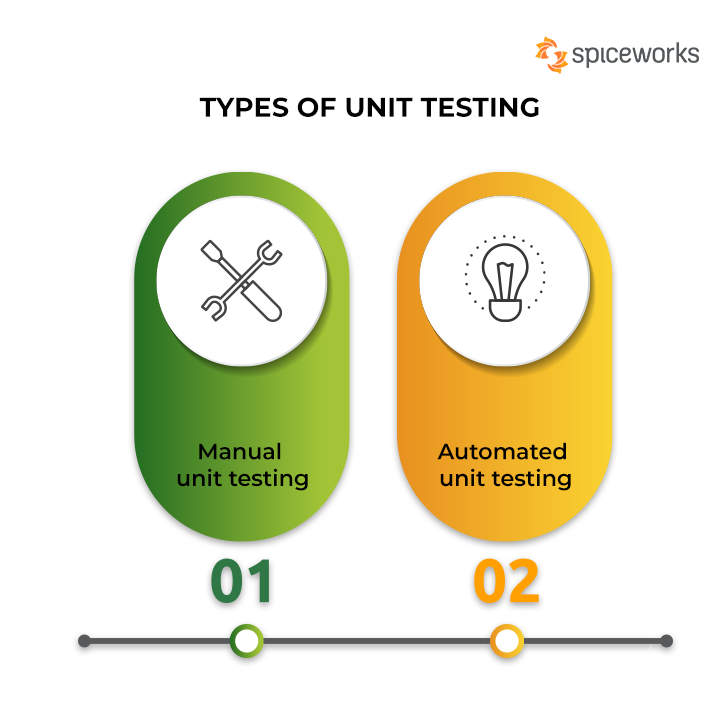 spiceworks
TYPES OF UNIT TESTING
Manual
unit testing
Automated
unit testing
01
02